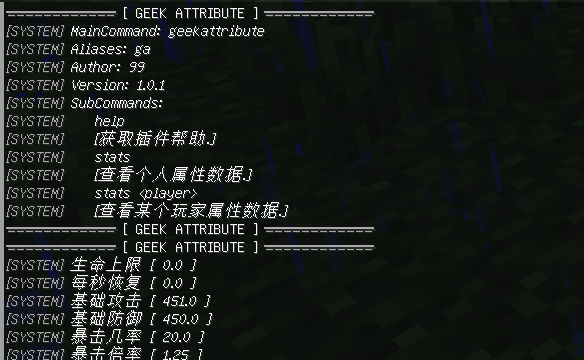 ============ [ GEEK ATTRIBUTE ] ============
[SYSTEM] MainCommand: geekattribute
[SYSTEM] Aliases: ga
[SYSTEM] Author: 99
[SYSTEM] Version: 1.0.1
[SYSTEM] SubCommands:
[SYSTEM] help
[SYSTEM] [获取插件帮助.]
[SYSTEM] stats
[SYSTEM] [查看个人属性数据.]
[SYSTEM] stats <player>
[SYSTEM] [查看某个玩家属性数据.]
============ [ GEEK ATTRIBUTE ] ============
============ [ GEEK ATTRIBUTE ] ============
[SYSTEM] 生命上限 [ 0.0 ]
[SYSTEM] 每秒恢复 [ 0.0 ]
[SYSTEM] 基础攻击 [ 451.0 ]
[SYSTEM] 基础防御 [ 450.0 ]
[SYSTEM] 暴击几率 [ 20.0 ]
[SYSTEM] 暴击倍率 [ 1.25 ]